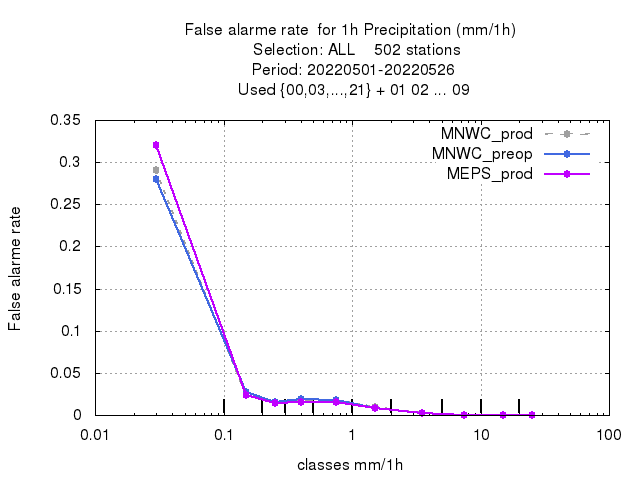 False alarme rate  for 1h Precipitation (mm/1h)
Selection: ALL    502 stations
Period: 20220501-20220526
Used {00,03,...,21} + 01 02 ... 09
MNWC_prod
MNWC_preop
MEPS_prod
False alarme rate
0.35
0.3
0.25
0.2
0.15
0.1
0.05
0
0.01 0.1 1 10 100
classes mm/1h